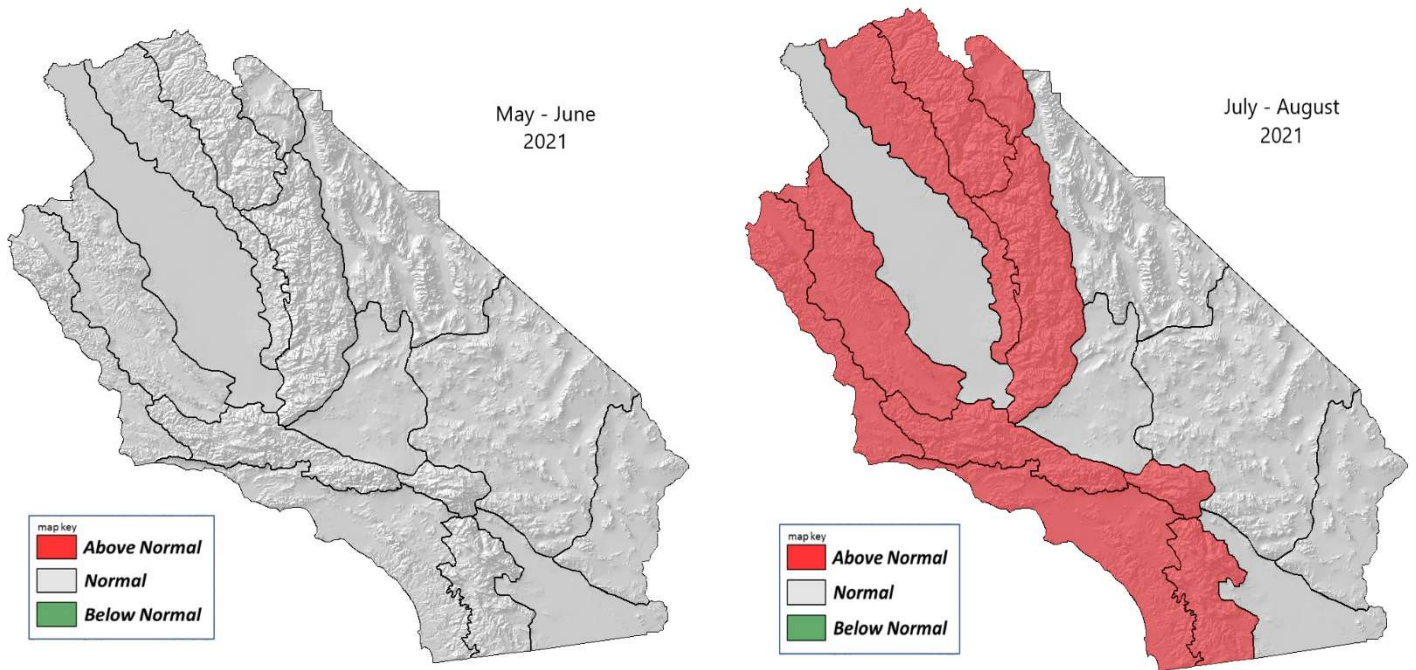 May - June
2021
map key
Above Normal
Normal
Below Normal
July - August
2021
map key
Above Normal
Normal
Below Normal